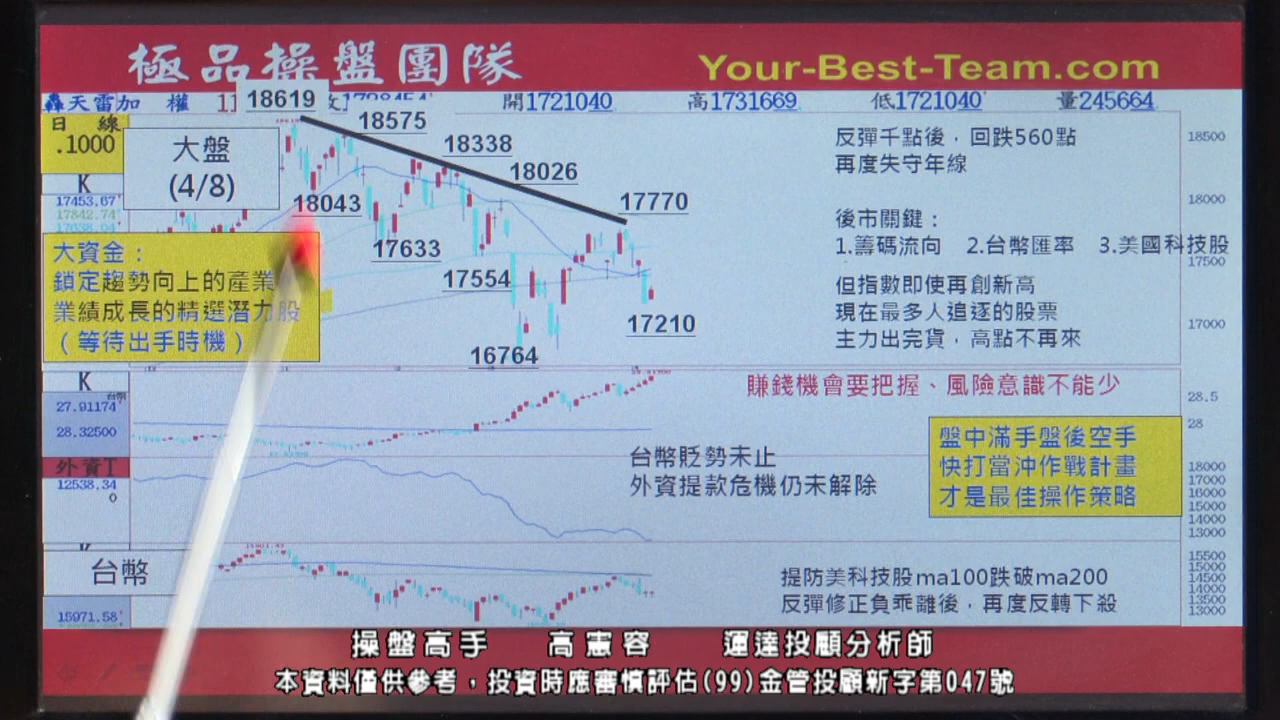 極品操盤團隊
Your-Best-Team.com
轟天雷加 權
開1721040 高1731669 低1721040 量245664
日 線
.1000
大盤
(4/8)
18619
18575
18338
18026
17770
18043
17633
17554
17210
16764
反彈千點後，回跌560點
再度失守年線
後市關鍵：
1.籌碼流向 2.台幣匯率 3.美國科技股
但指數即使再創新高
現在最多人追逐的股票
主力出完貨，高點不再來
18500
18000
17500
17000
K
17453.67
17842.74
大資金：
鎖定趨勢向上的產業
業績成長的精選潛力股
（等待出手時機）
賺錢機會要把握、風險意識不能少
K
台幣
27.91174
28.32500
28.5
28
外資T
12538.34
0
台幣貶勢未止
外資提款危機仍未解除
盤中滿手盤後空手
快打當沖作戰計畫
才是最佳操作策略
18000
17000
16000
15000
14000
13000
台幣
15971.58
提防美科技股ma100跌破ma200
反彈修正負乖離後，再度反轉下殺
15500
15000
14500
14000
13500
13000
操盤高手 高憲容 運達投顧分析師
本資料僅供參考，投資時應審慎評估(99)金管投顧新字第047號